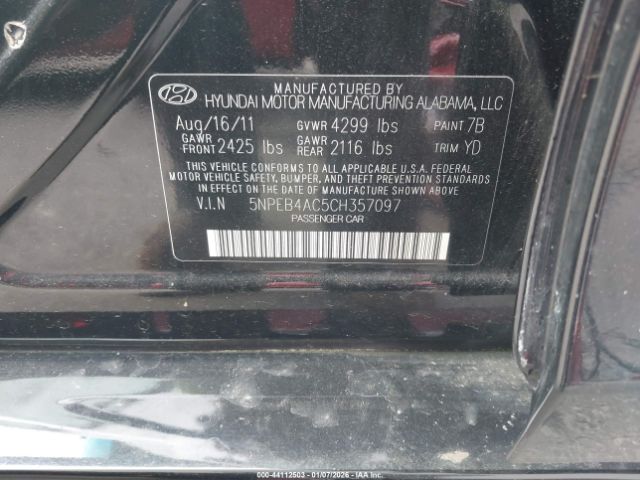 MANUFACTURED BY
HYUNDAI MOTOR MANUFACTURING ALABAMA, LLC
Aug/16/11 GVWR 4299 lbs PAINT 7B
GAWR FRONT 2425 lbs GAWR REAR 2116 lbs TRIM YD
THIS VEHICLE CONFORMS TO ALL APPLICABLE U.S.A. FEDERAL
MOTOR VEHICLE SAFETY, BUMPER, AND THEFT PREVENTION STANDARDS
IN EFFECT ON THE DATE OF MANUFACTURE SHOWN ABOVE.
V.I.N 5NPEB4AC5CH357097
PASSENGER CAR
000-44112503 - 01/07/2026 - IAA Inc.